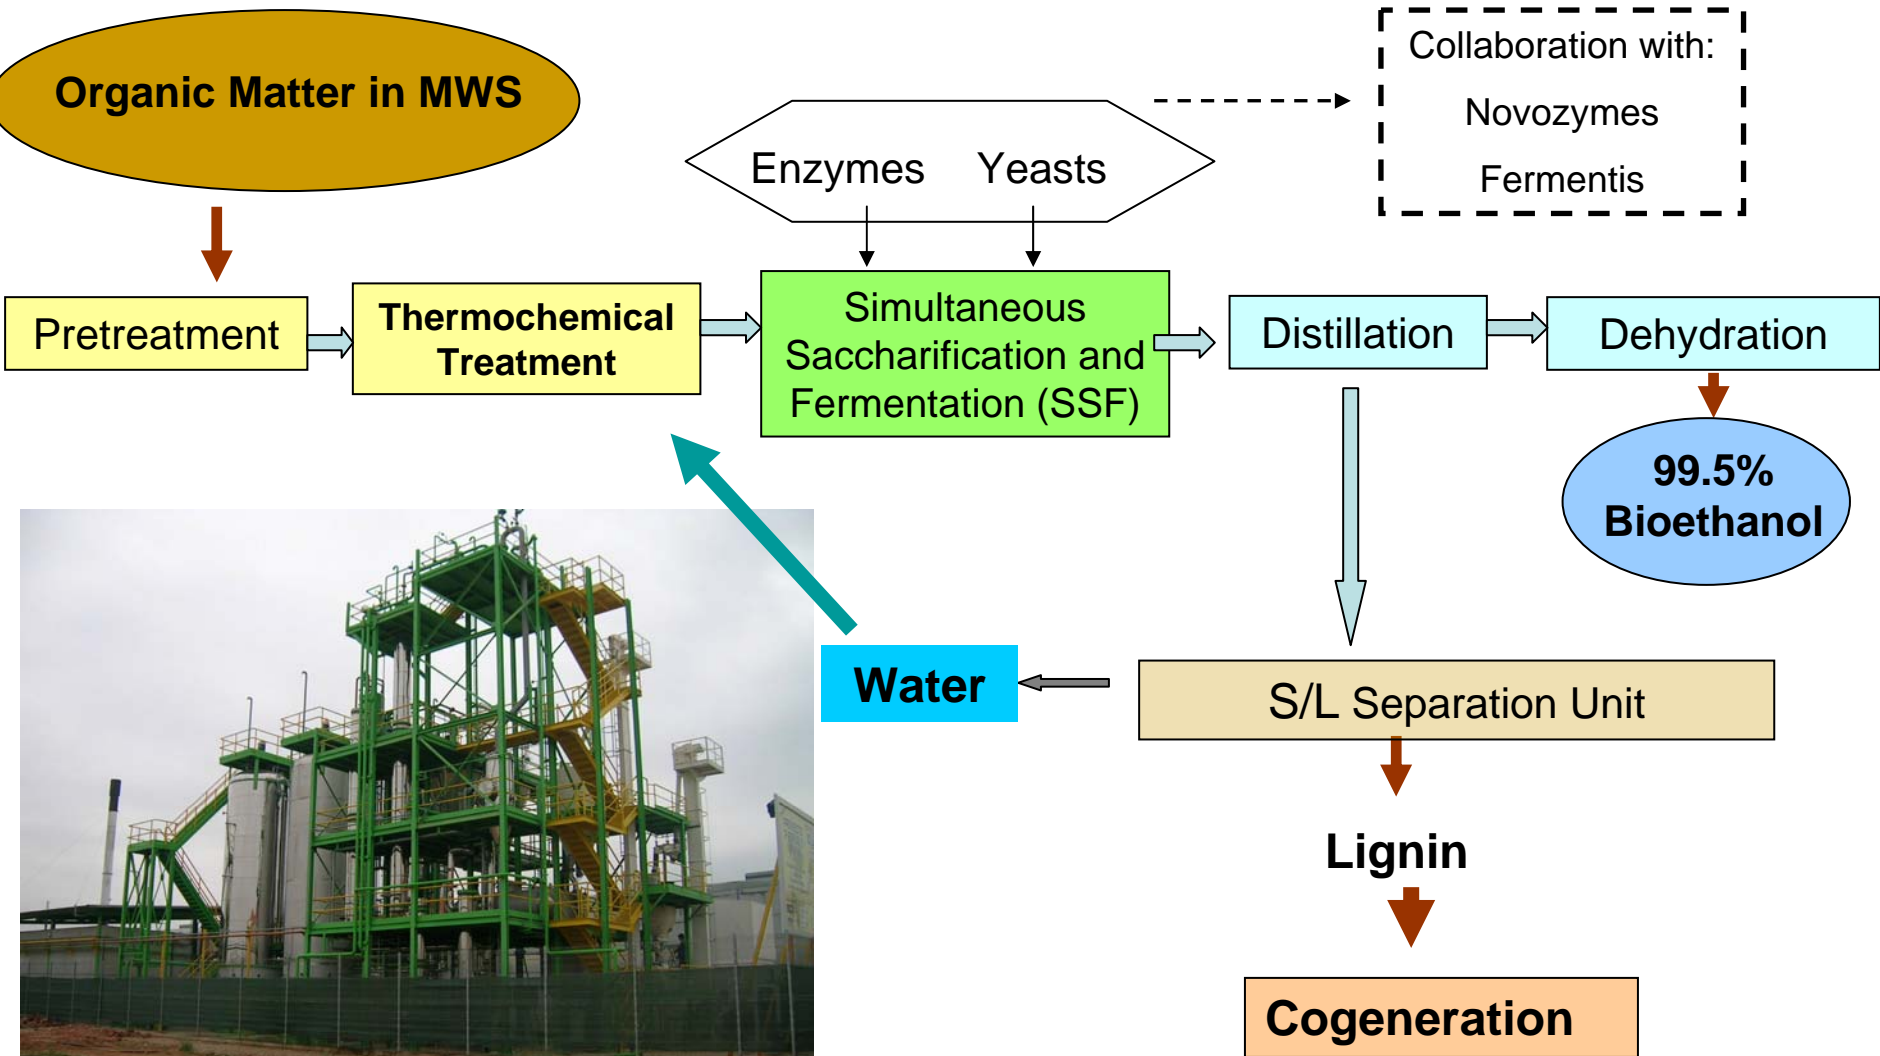 Organic Matter in MWS
Collaboration with:
Novozymes
Fermentis
Enzymes Yeasts
Pretreatment
Thermochemical
Treatment
Simultaneous
Saccharification and
Fermentation (SSF)
Distillation
Dehydration
99.5%
Bioethanol
Water
S/L Separation Unit
Lignin
Cogeneration